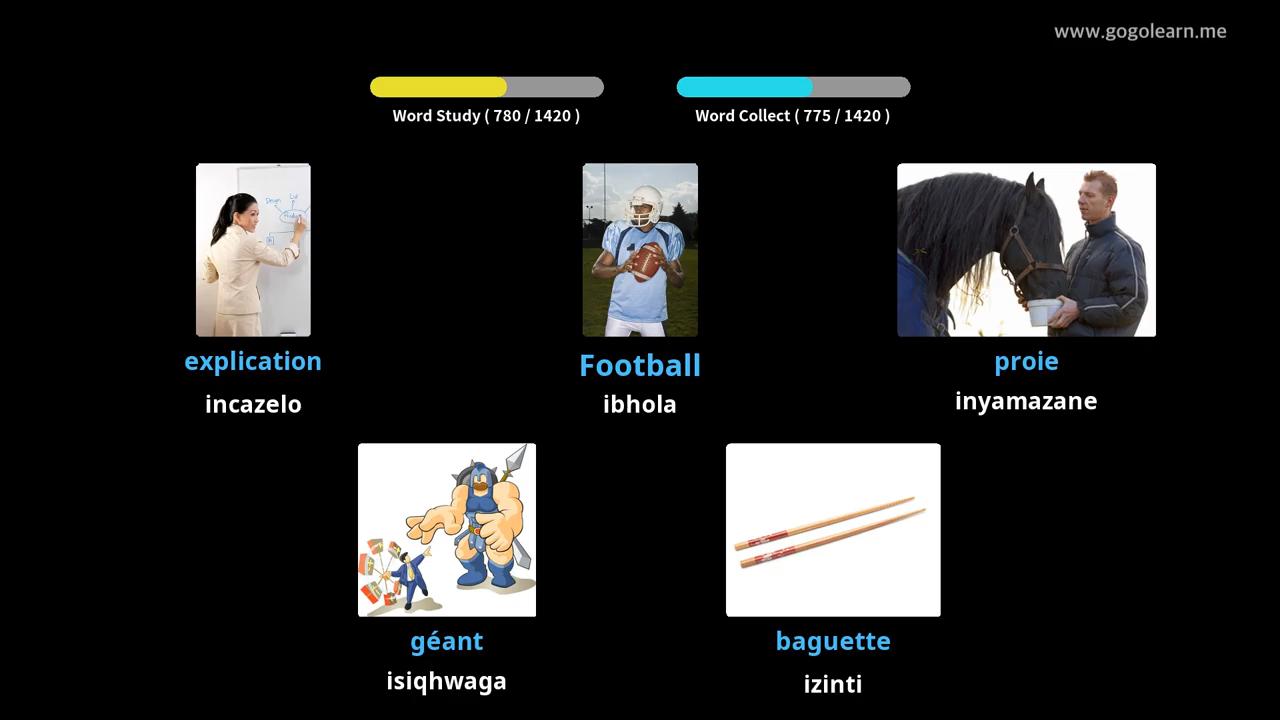 www.gogolearn.me
Word Study ( 780 / 1420 )
Word Collect ( 775 / 1420 )
explication
incazelo
Football
ibhola
proie
inyamazane
géant
isiqhwaga
baguette
izinti